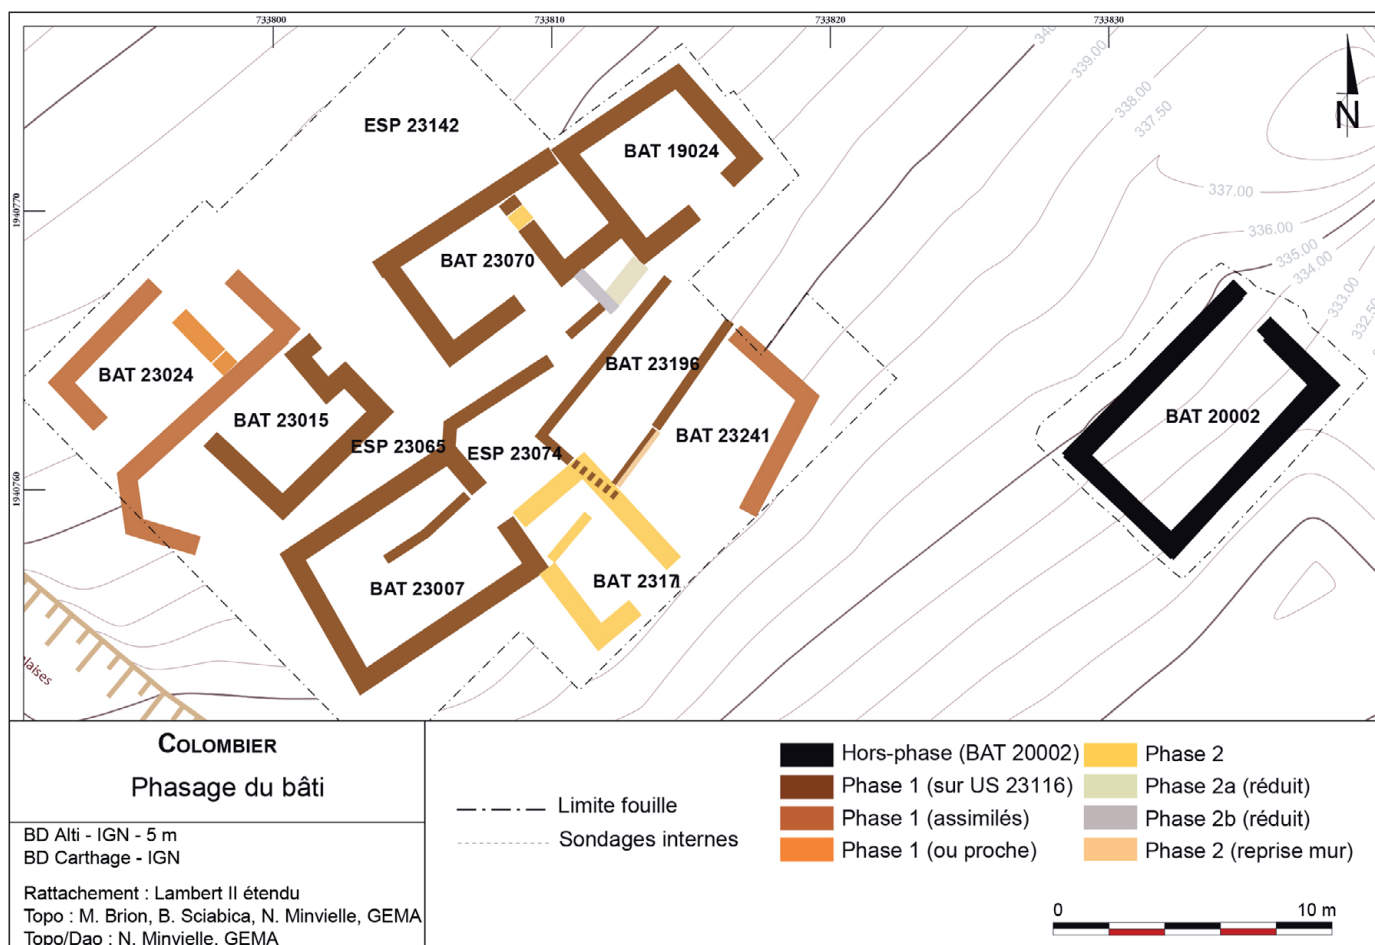 733800
733810
733820
733830
1940770
1940760
ESP 23142
BAT 19024
BAT 23070
BAT 23024
BAT 23015
BAT 23196
BAT 23241
ESP 23065
ESP 23074
BAT 23007
BAT 2317
BAT 20002
339.00
338.00
337.50
337.00
336.00
335.00
334.00
333.00
332.50
N
laises
COLOMBIER
Phasage du bâti
BD Alti - IGN - 5 m
BD Carthage - IGN
Rattachement : Lambert II étendu
Topo : M. Brion, B. Sciabica, N. Minvielle, GEMA
Topo/Dao : N. Minvielle, GEMA
Limite fouille
Sondages internes
Hors-phase (BAT 20002)
Phase 1 (sur US 23116)
Phase 1 (assimilés)
Phase 1 (ou proche)
Phase 2
Phase 2a (réduit)
Phase 2b (réduit)
Phase 2 (reprise mur)
0 10 m